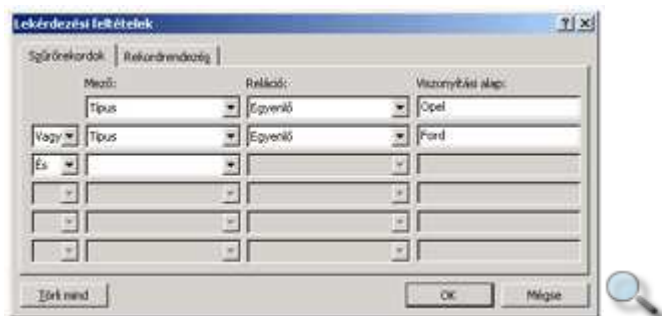 Lekérdezési feltételek
Szűrőrekordok Rekordrendezés
Mező: Reláció: Viszonyítási alap:
Típus Egyenlő Opel
Vagy Típus Egyenlő Ford
És
Törli mind OK Mégse